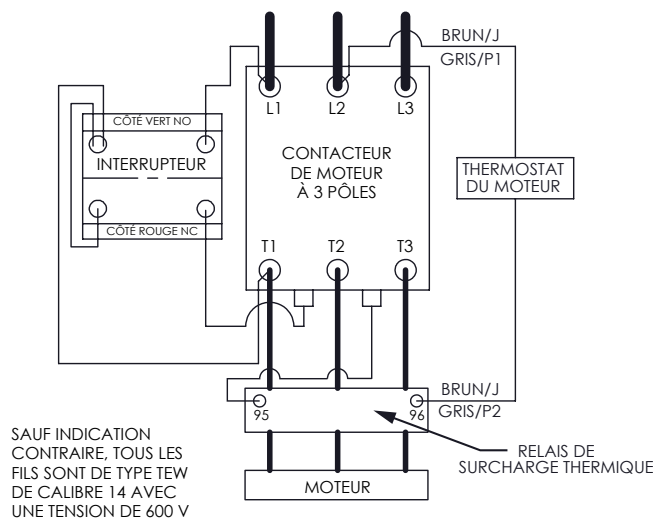 BRUN/J
GRIS/P1
L1
L2
L3
CÔTÉ VERT NO
INTERRUPTEUR
CÔTÉ ROUGE NC
CONTACTEUR
DE MOTEUR
À 3 PÔLES
THERMOSTAT
DU MOTEUR
T1
T2
T3
BRUN/J
GRIS/P2
95
96
SAUF INDICATION
CONTRAIRE, TOUS LES
FILS SONT DE TYPE TEW
DE CALIBRE 14 AVEC
UNE TENSION DE 600 V
RELAIS DE
SURCHARGE THERMIQUE
MOTEUR